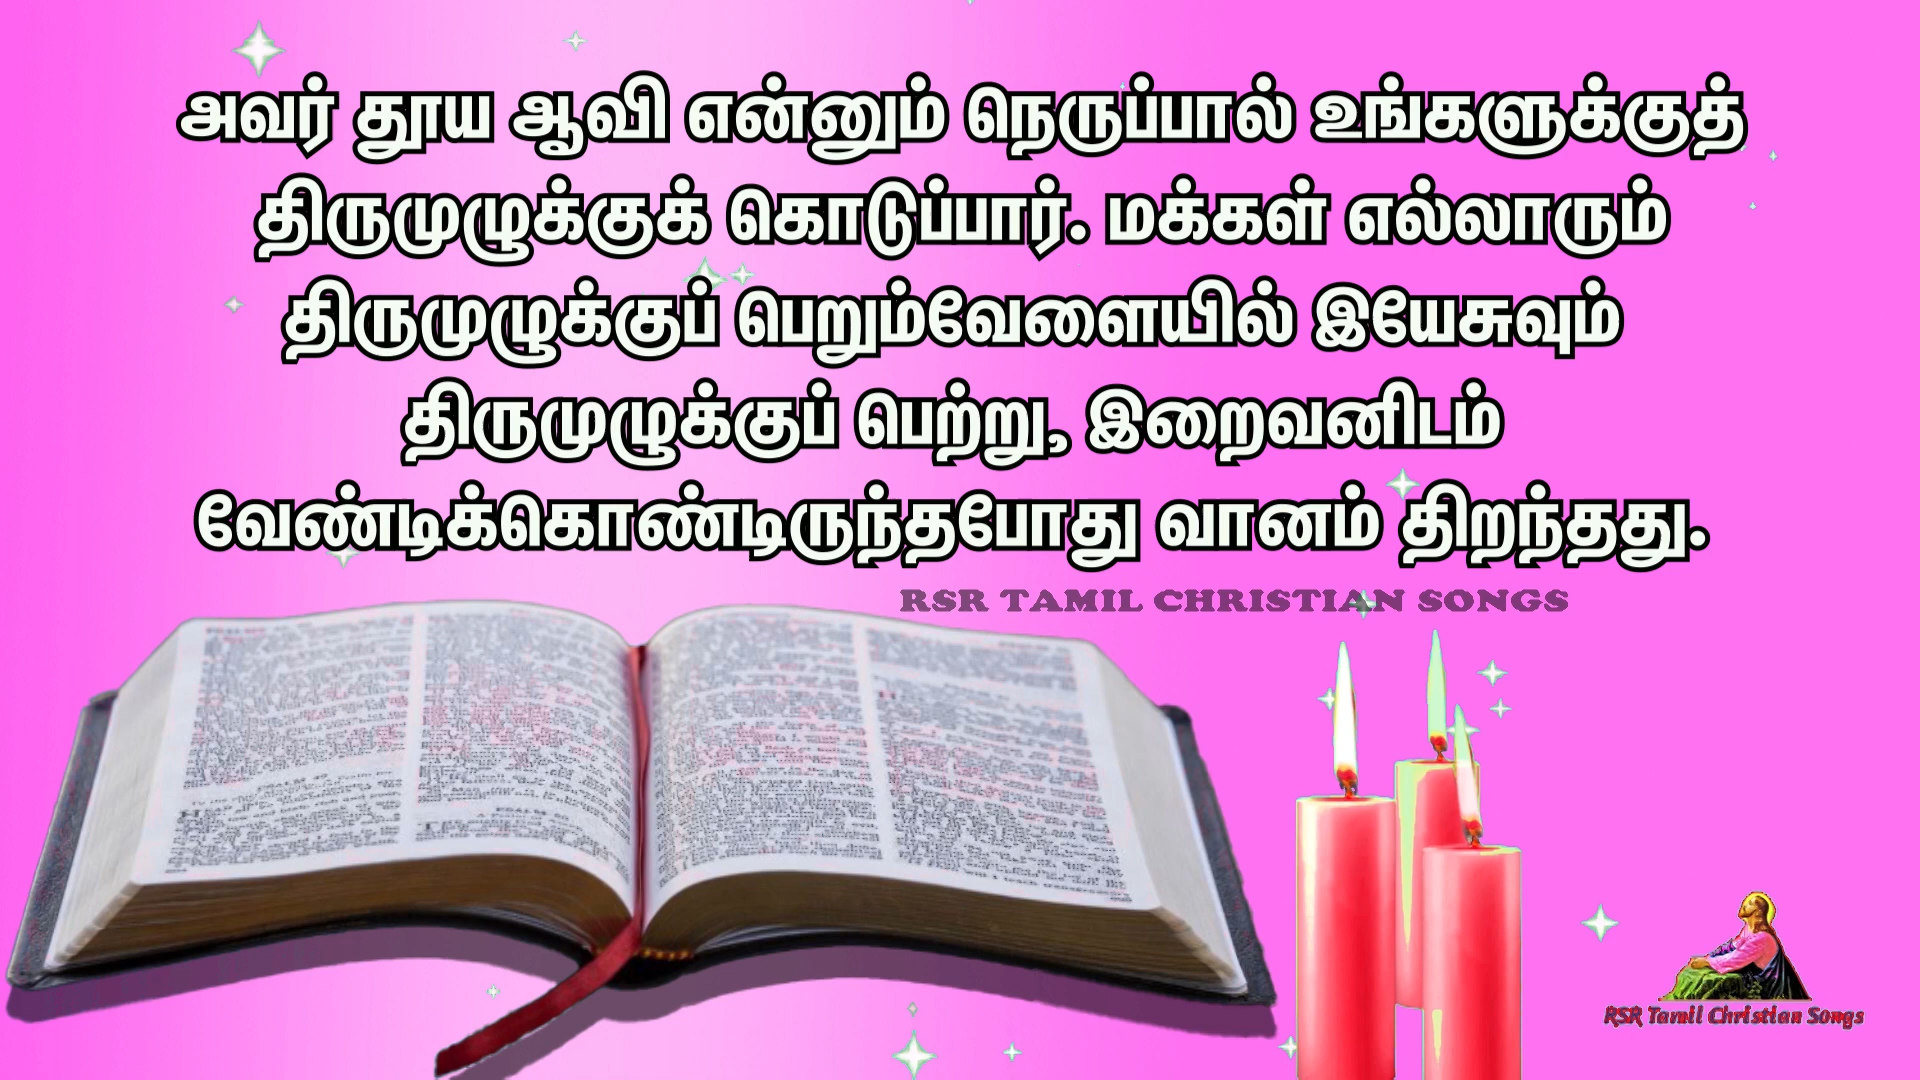 அவர் தூய ஆவி என்னும் நெருப்பால் உங்களுக்குத்
திருமுழுக்குக் கொடுப்பார். மக்கள் எல்லாரும்
திருமுழுக்குப் பெறும்வேளையில் இயேசுவும்
திருமுழுக்குப் பெற்று, இறைவனிடம்
வேண்டிக்கொண்டிருந்தபோது வானம் திறந்தது.
RSR TAMIL CHRISTIAN SONGS
RSR Tamil Christian Songs